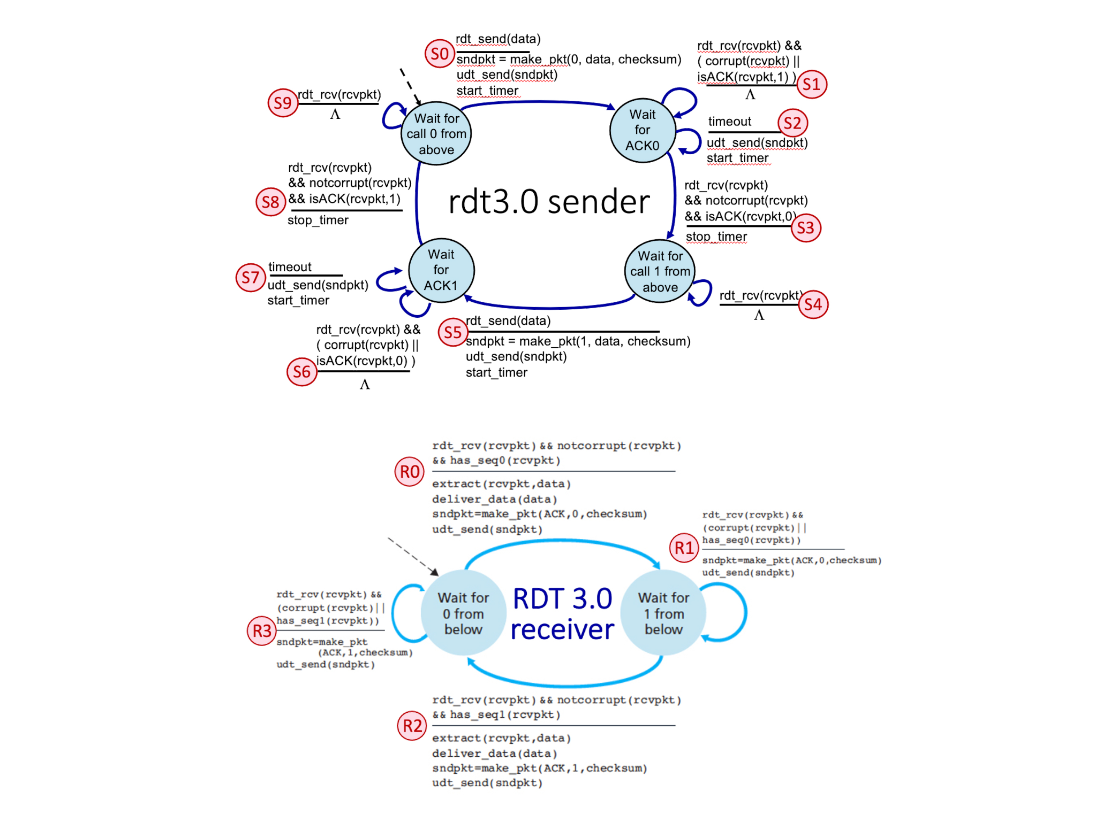 S0
rdt_send(data)
sndpkt = make_pkt(0, data, checksum)
udt_send(sndpkt)
start_timer
rdt_rcv(rcvpkt) &&
( corrupt(rcvpkt) ||
isACK(rcvpkt,1) )
Λ
S1
S9
rdt_rcv(rcvpkt)
Λ
Wait for
call 0 from
above
Wait
for
ACK0
timeout
udt_send(sndpkt)
start_timer
S2
rdt_rcv(rcvpkt)
&& notcorrupt(rcvpkt)
&& isACK(rcvpkt,1)
stop_timer
S8
rdt3.0 sender
rdt_rcv(rcvpkt)
&& notcorrupt(rcvpkt)
&& isACK(rcvpkt,0)
stop_timer
S3
S7
timeout
udt_send(sndpkt)
start_timer
Wait
for
ACK1
Wait for
call 1 from
above
rdt_rcv(rcvpkt)
Λ
S4
rdt_rcv(rcvpkt) &&
( corrupt(rcvpkt) ||
isACK(rcvpkt,0) )
Λ
S6
S5
rdt_send(data)
sndpkt = make_pkt(1, data, checksum)
udt_send(sndpkt)
start_timer
rdt_rcv(rcvpkt) && notcorrupt(rcvpkt)
&& has_seq0(rcvpkt)
R0
extract(rcvpkt,data)
deliver_data(data)
sndpkt=make_pkt(ACK,0,checksum)
udt_send(sndpkt)
rdt_rcv(rcvpkt) &&
(corrupt(rcvpkt)||
has_seq0(rcvpkt))
R1
sndpkt=make_pkt(ACK,0,checksum)
udt_send(sndpkt)
rdt_rcv(rcvpkt) &&
(corrupt(rcvpkt)||
has_seq1(rcvpkt))
R3
sndpkt=make_pkt
(ACK,1,checksum)
udt_send(sndpkt)
Wait for
0 from
below
RDT 3.0
receiver
Wait for
1 from
below
rdt_rcv(rcvpkt) && notcorrupt(rcvpkt)
&& has_seq1(rcvpkt)
R2
extract(rcvpkt,data)
deliver_data(data)
sndpkt=make_pkt(ACK,1,checksum)
udt_send(sndpkt)